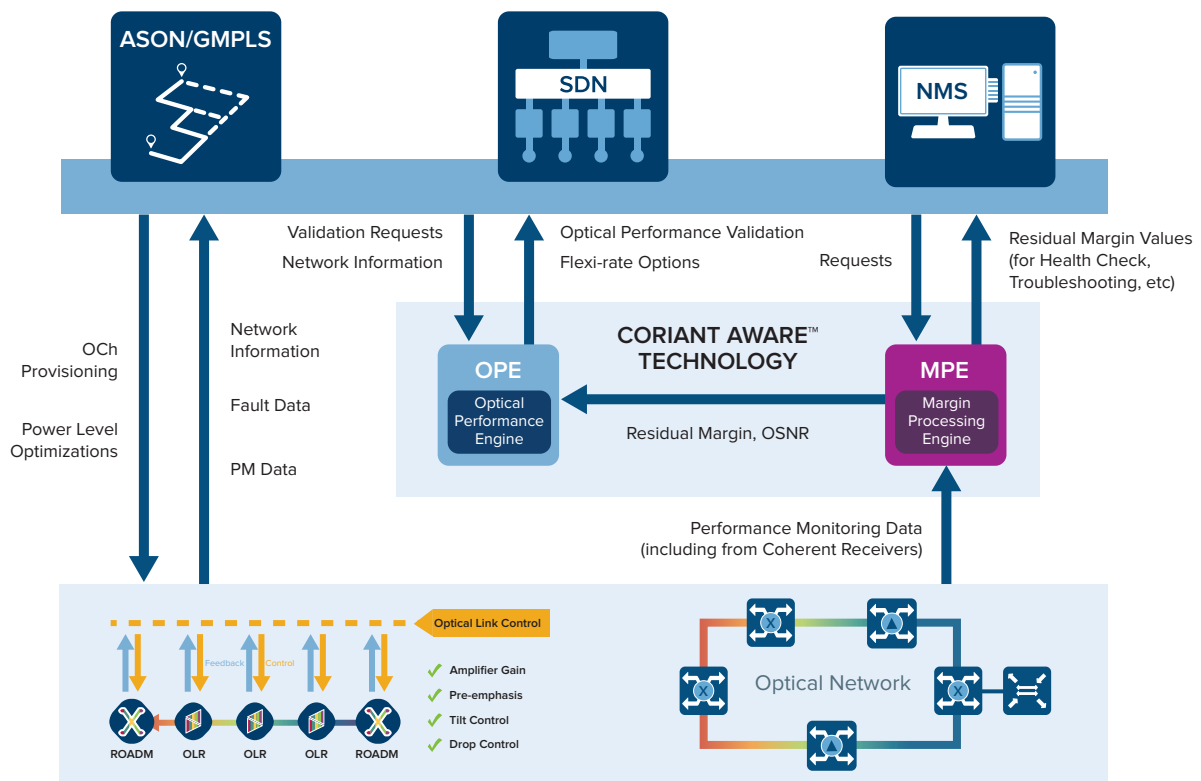 ASON/GMPLS
SDN
NMS
Validation Requests
Network Information
Optical Performance Validation
Flexi-rate Options
Requests
Residual Margin Values
(for Health Check,
Troubleshooting, etc)
OCh
Provisioning
Power Level
Optimizations
Network
Information
Fault Data
PM Data
CORIANT AWARE™
TECHNOLOGY
OPE
Optical
Performance
Engine
Residual Margin, OSNR
MPE
Margin
Processing
Engine
Performance Monitoring Data
(including from Coherent Receivers)
Optical Link Control
Feedback
Control
ROADM
OLR
OLR
OLR
ROADM
Amplifier Gain
Pre-emphasis
Tilt Control
Drop Control
X
X
Optical Network
X